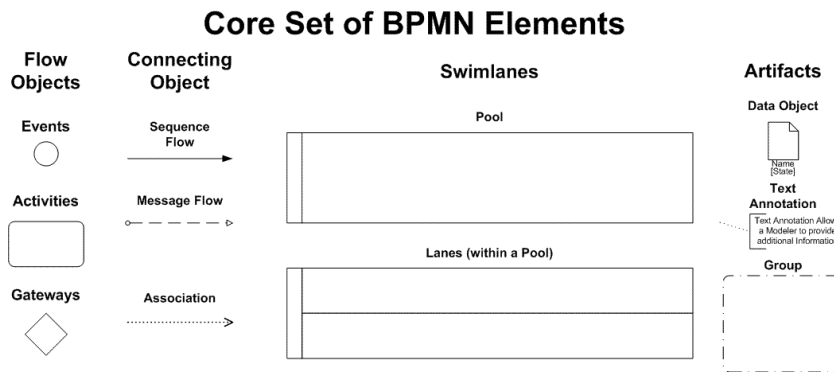 Core Set of BPMN Elements
Flow
Objects
Events
Activities
Gateways
Connecting
Object
Sequence
Flow
Message Flow
Association
Swimlanes
Pool
Lanes (within a Pool)
Artifacts
Data Object
Name
[State]
Text
Annotation
Text Annotation Allow
a Modeler to provide
additional Informatio
Group